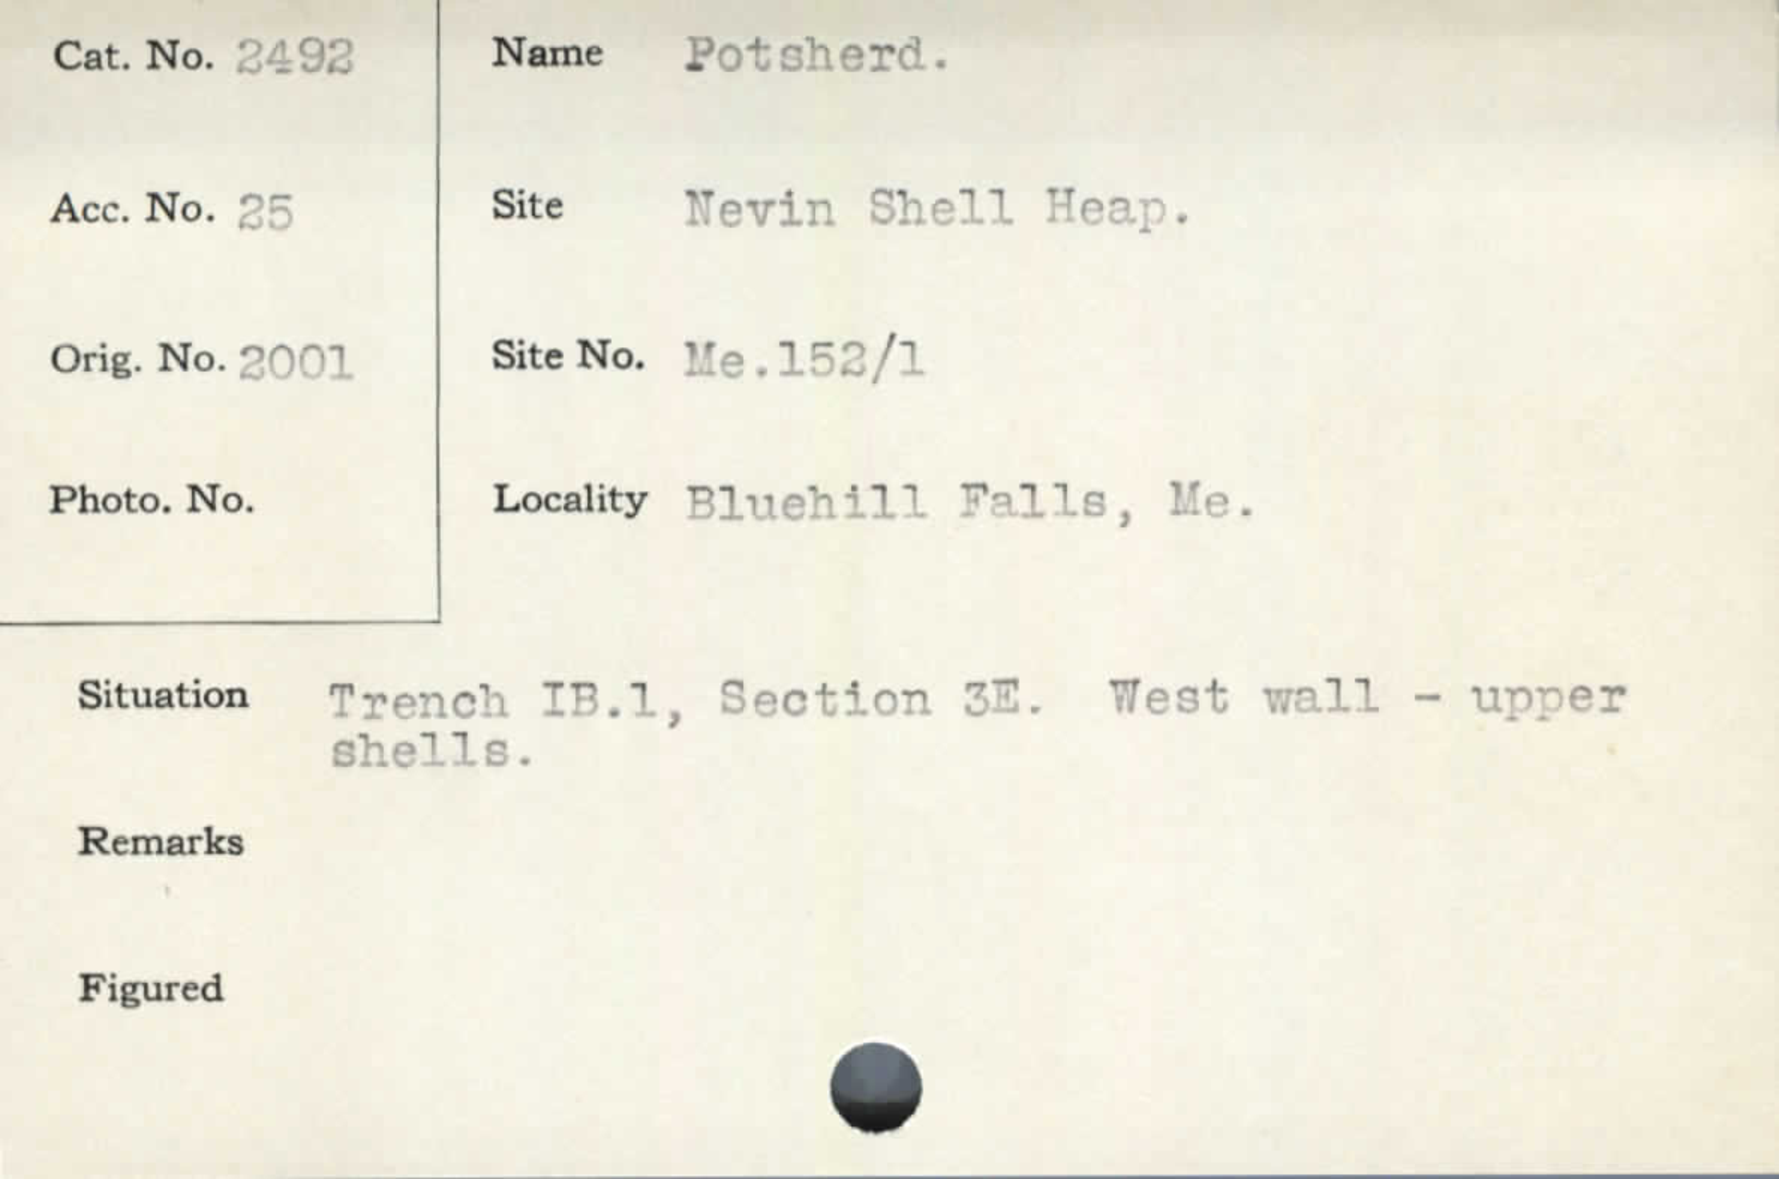 Cat. No. 2492
Name Potsherd.
Acc. No. 25
Site Nevin Shell Heap.
Orig. No. 2001
Site No. Me.152/1
Photo. No.
Locality Bluehill Falls, Me.
Situation Trench IB.1, Section 3E. West wall - upper
shells.
Remarks
Figured